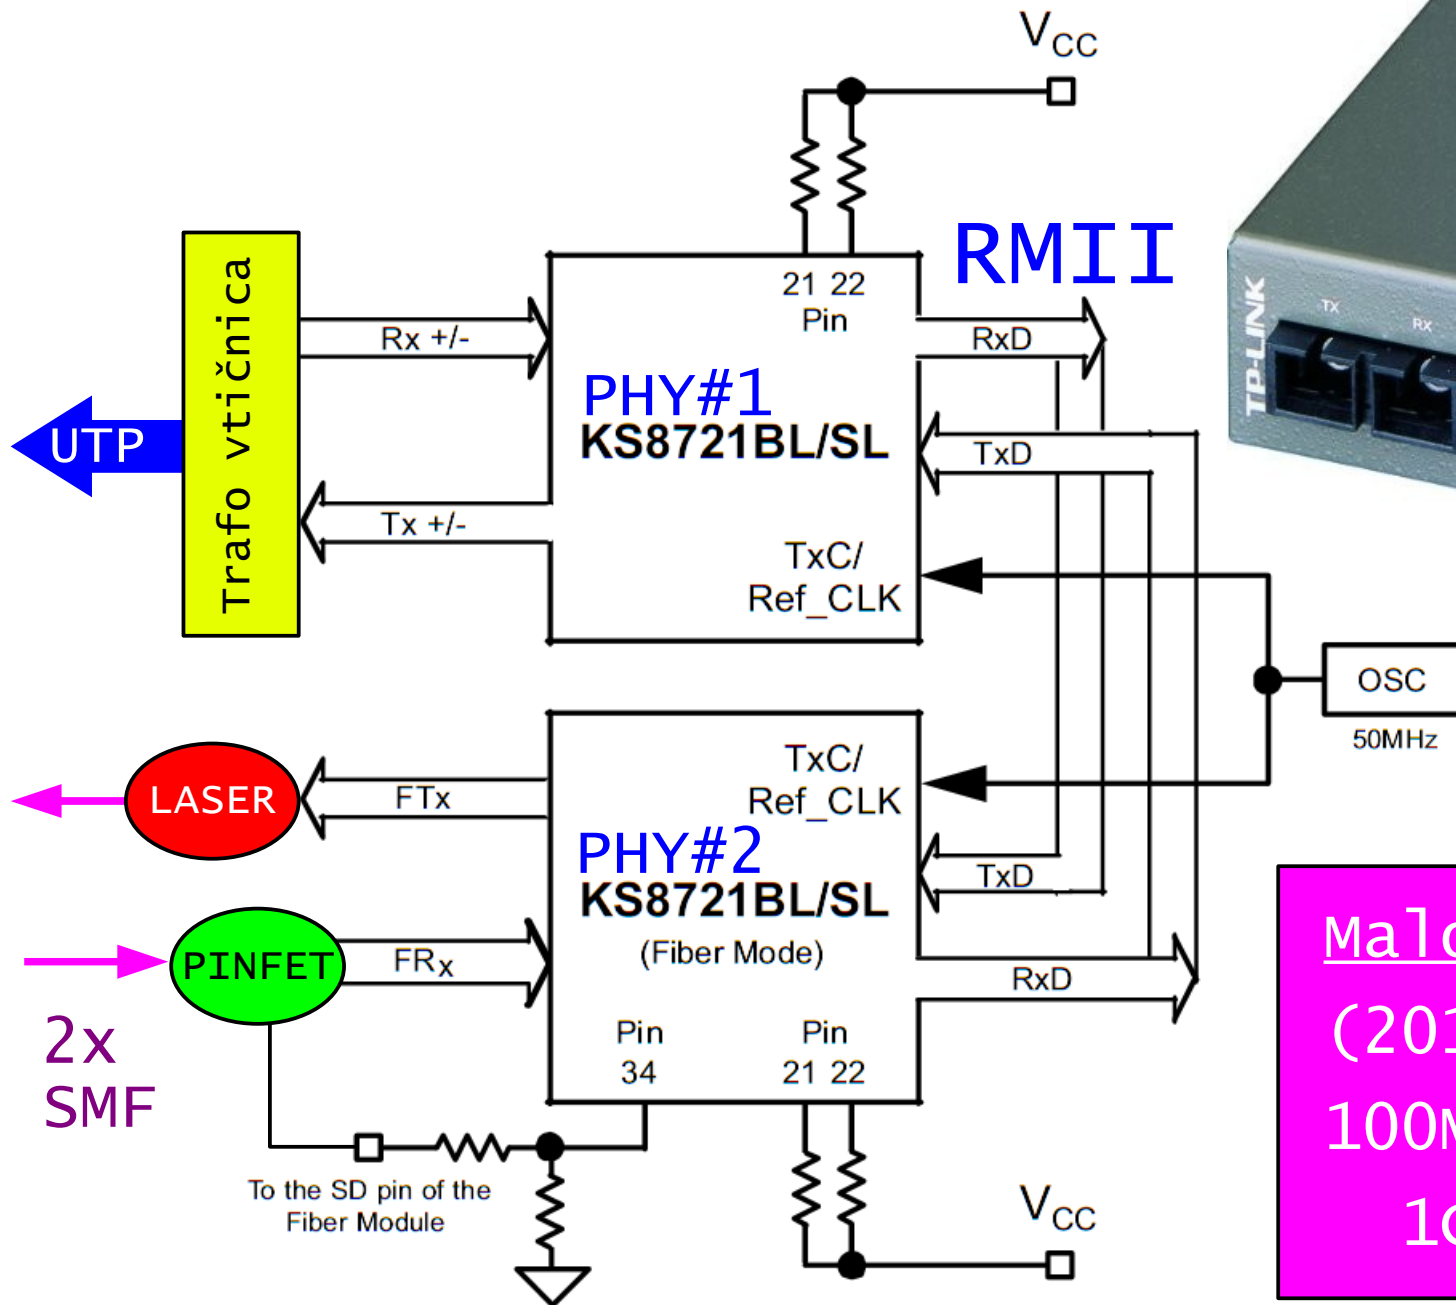 VCC
RMII
21 22
Pin
Trafo vtičnica
Rx +/-
RxD
TP-LINK
TX
RX
PHY#1
KS8721BL/SL
UTP
TxD
Tx +/-
TxC/
Ref_CLK
OSC
50MHz
TxC/
Ref_CLK
LASER
FTx
PHY#2
KS8721BL/SL
TxD
(Fiber Mode)
PINFET
FRx
RxD
2x
SMF
Pin
34
Pin
21 22
To the SD pin of the
Fiber Module
VCC
(201
100M